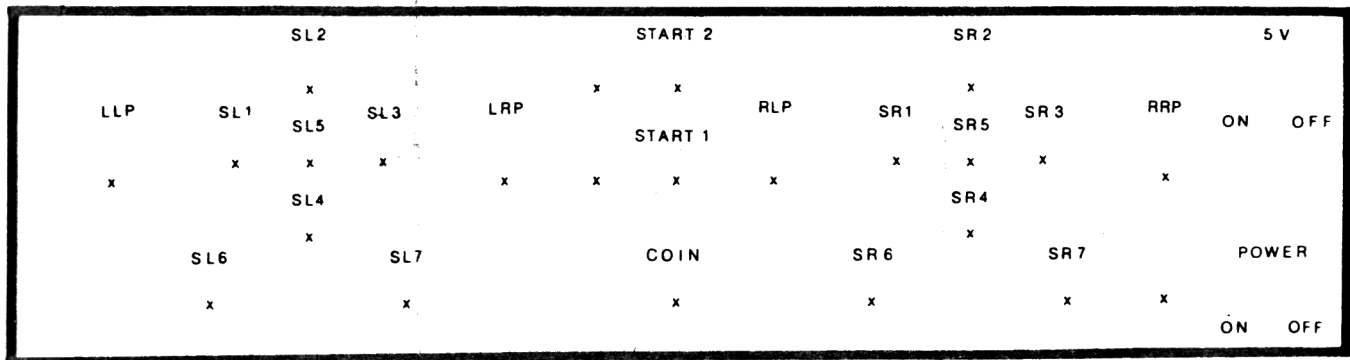 SL2 START 2 SR2 5V
x x x x
LLP SL1 SL3 LRP RLP SR1 SR3 RRP
SL5 START 1 SR5 ON OFF
x x x x x x
x x x x x x
SL4 SR4
x x
SL6 SL7 COIN SR6 SR7 POWER
x x x x x x
ON OFF